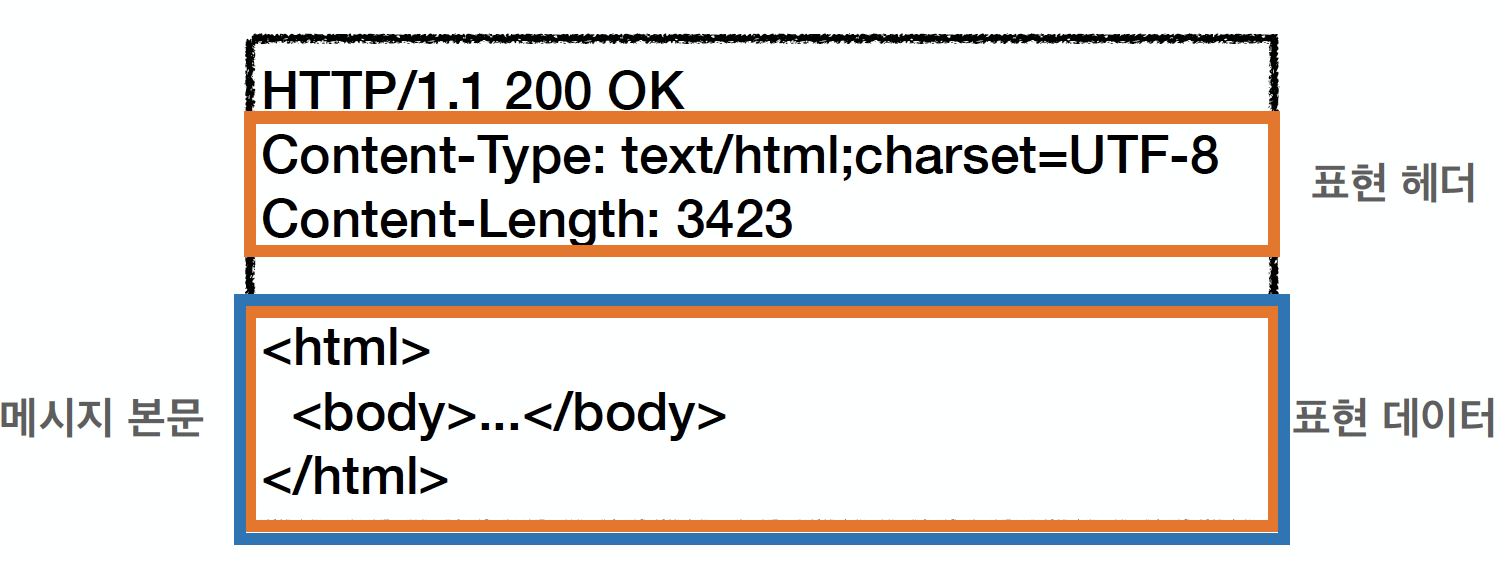 HTTP/1.1 200 OK
Content-Type: text/html;charset=UTF-8
Content-Length: 3423
표현 헤더
<html>
<body>...</body>
</html>
메시지 본문
표현 데이터